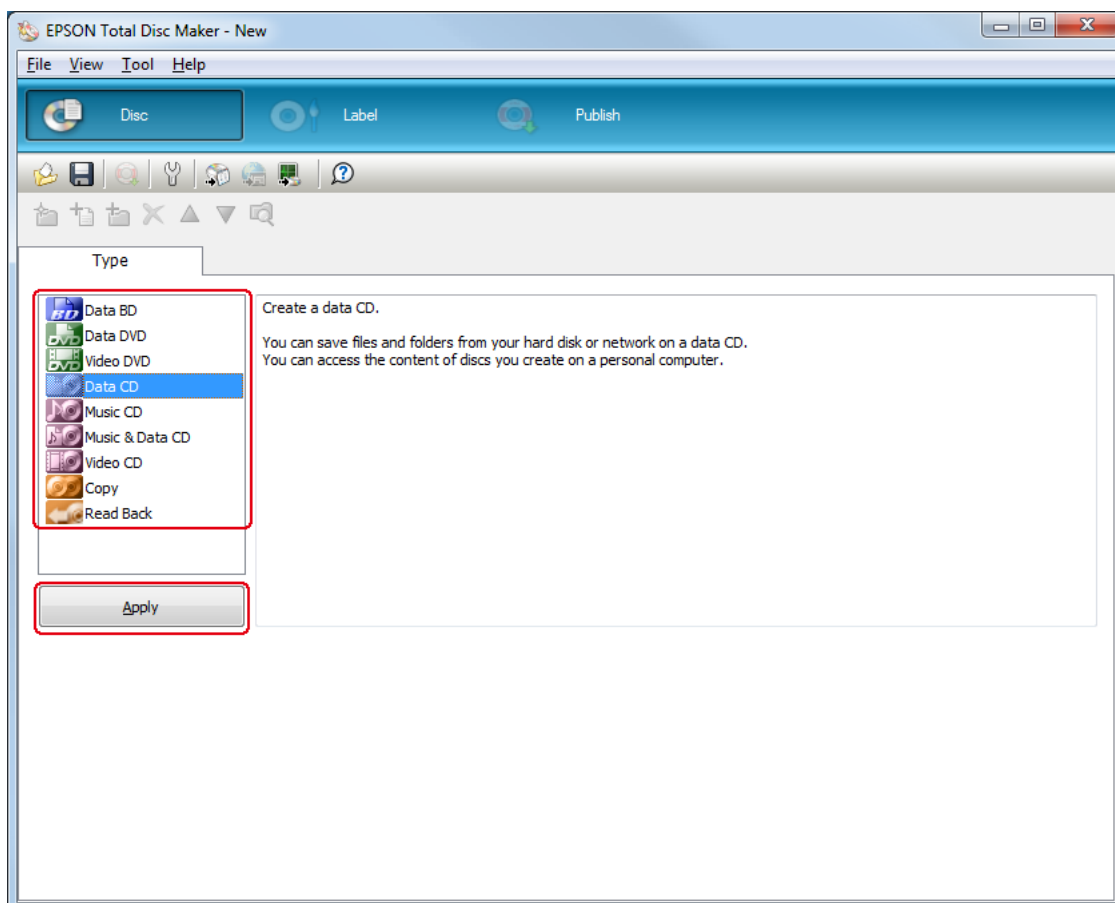 EPSON Total Disc Maker - New
File View Tool Help
Disc Label Publish
Type
Data BD
Data DVD
Video DVD
Data CD
Music CD
Music & Data CD
Video CD
Copy
Read Back
Apply
Create a data CD.
You can save files and folders from your hard disk or network on a data CD.
You can access the content of discs you create on a personal computer.